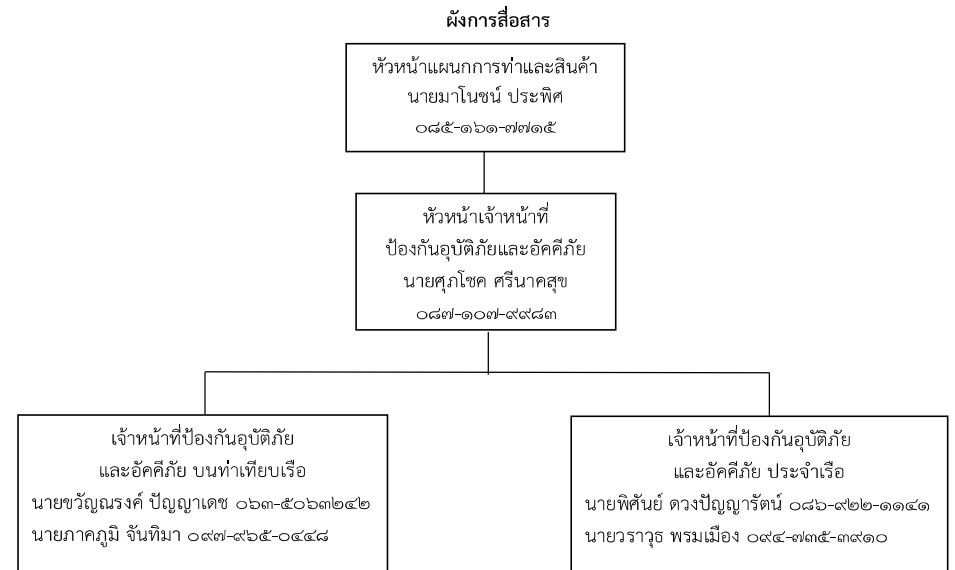 ผังการสื่อสาร
หัวหน้าแผนกการท่าและสินค้า
นายมาโนชน์ ประพิศ
๐๘๕-๑๖๑-๗๗๑๕
หัวหน้าเจ้าหน้าที่
ป้องกันอุบัติภัยและอัคคีภัย
นายศุภโชค ศรีนาคสุข
๐๘๗-๑๐๗-๙๙๘๓
เจ้าหน้าที่ป้องกันอุบัติภัย
และอัคคีภัย บนท่าเทียบเรือ
นายขวัญณรงค์ ปัญญาเดช ๐๖๓-๕๐๖๓๒๔๒
นายภาคภูมิ จันทิมา ๐๙๗-๙๖๕-๐๔๔๘
เจ้าหน้าที่ป้องกันอุบัติภัย
และอัคคีภัย ประจำเรือ
นายพิศันย์ ดวงปัญญารัตน์ ๐๘๖-๙๒๒-๑๑๔๑
นายวราวุธ พรมเมือง ๐๙๔-๗๓๕-๓๙๑๐